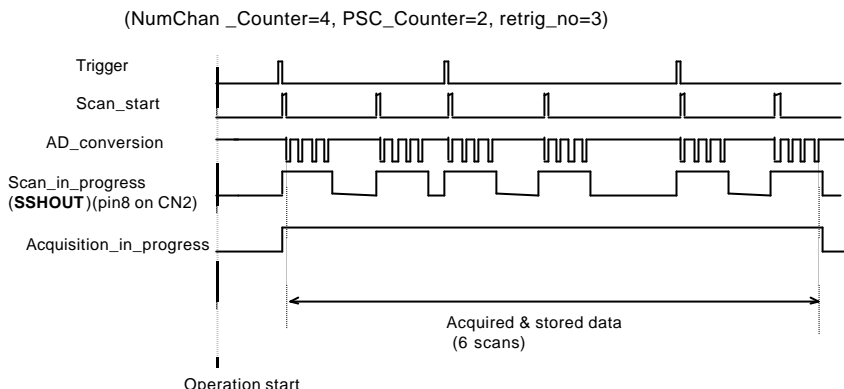 (NumChan _Counter=4, PSC_Counter=2, retrig_no=3)
Trigger
Scan_start
AD_conversion
Scan_in_progress
(SSHOUT)(pin8 on CN2)
Acquisition_in_progress
Acquired & stored data
(6 scans)
Operation start